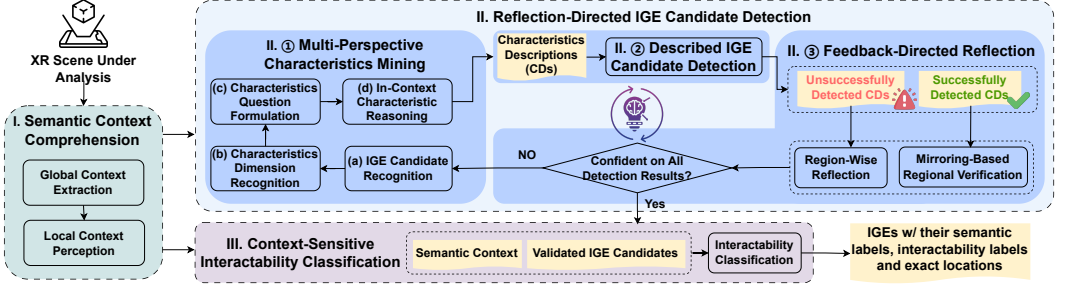 XR Scene Under
Analysis
I. Semantic Context
Comprehension
Global Context
Extraction
Local Context
Perception
II. Reflection-Directed IGE Candidate Detection
II. ① Multi-Perspective
Characteristics Mining
(c) Characteristics
Question
Formulation
(d) In-Context
Characteristic
Reasoning
(b) Characteristics
Dimension
Recognition
(a) IGE Candidate
Recognition
Characteristics
Descriptions
(CDs)
II. ② Described IGE
Candidate Detection
II. ③ Feedback-Directed Reflection
Unsuccessfully
Detected CDs
Successfully
Detected CDs
Region-Wise
Reflection
Mirroring-Based
Regional Verification
Confident on All
Detection Results?
NO
Yes
III. Context-Sensitive
Interactability Classification
Semantic Context
Validated IGE Candidates
Interactability
Classification
IGEs w/ their semantic
labels, interactability labels
and exact locations